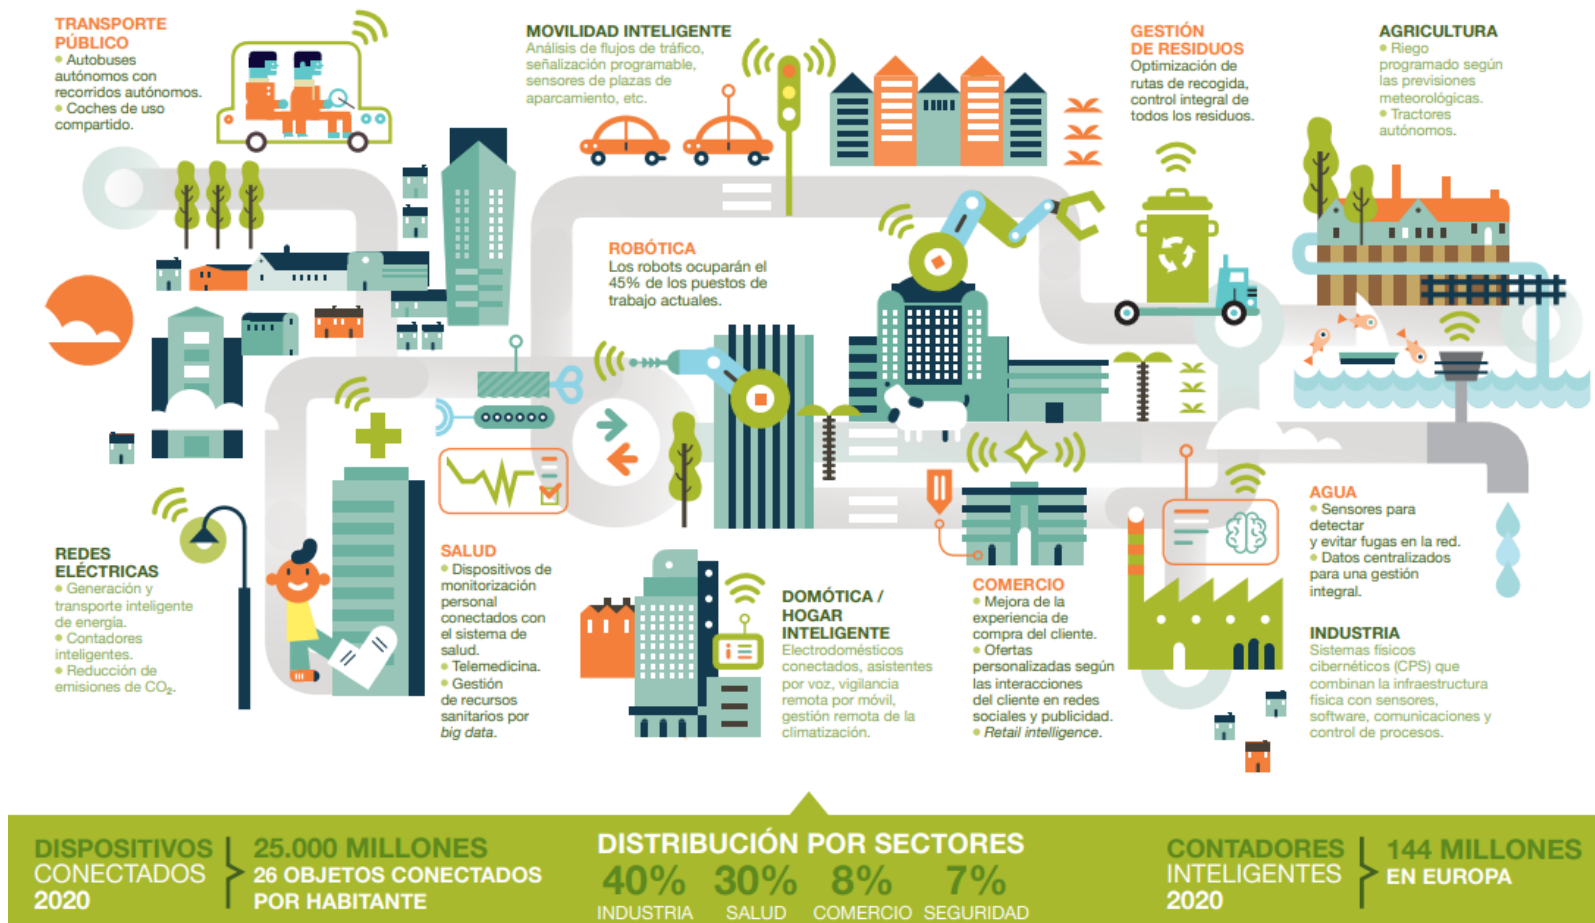 TRANSPORTE
PÚBLICO
• Autobuses
autónomos con
recorridos autónomos.
• Coches de uso
compartido.
MOVILIDAD INTELIGENTE
Análisis de flujos de tráfico,
señalización programable,
sensores de plazas de
aparcamiento, etc.
GESTIÓN
DE RESIDUOS
Optimización de
rutas de recogida,
control integral de
todos los residuos.
AGRICULTURA
• Riego
programado según
las previsiones
meteorológicas.
• Tractores
autónomos.
ROBÓTICA
Los robots ocuparán el
45% de los puestos de
trabajo actuales.
REDES
ELÉCTRICAS
• Generación y
transporte inteligente
de energía.
• Contadores
inteligentes.
• Reducción de
emisiones de CO₂.
SALUD
• Dispositivos de
monitorización
personal
conectados con
el sistema de
salud.
• Telemedicina.
• Gestión
de recursos
sanitarios por
big data.
DOMÓTICA /
HOGAR
INTELIGENTE
Electrodomésticos
conectados, asistentes
por voz, vigilancia
remota por móvil,
gestión remota de la
climatización.
COMERCIO
• Mejora de la
experiencia de
compra del cliente.
• Ofertas
personalizadas según
las interacciones
del cliente en redes
sociales y publicidad.
• Retail intelligence.
AGUA
• Sensores para
detectar
y evitar fugas en la red.
• Datos centralizados
para una gestión
integral.
INDUSTRIA
Sistemas físicos
cibernéticos (CPS) que
combinan la infraestructura
física con sensores,
software, comunicaciones y
control de procesos.
DISPOSITIVOS
CONECTADOS
2020
25.000 MILLONES
26 OBJETOS CONECTADOS
POR HABITANTE
DISTRIBUCIÓN POR SECTORES
40% 30% 8% 7%
INDUSTRIA SALUD COMERCIO SEGURIDAD
CONTADORES
INTELIGENTES
2020
144 MILLONES
EN EUROPA